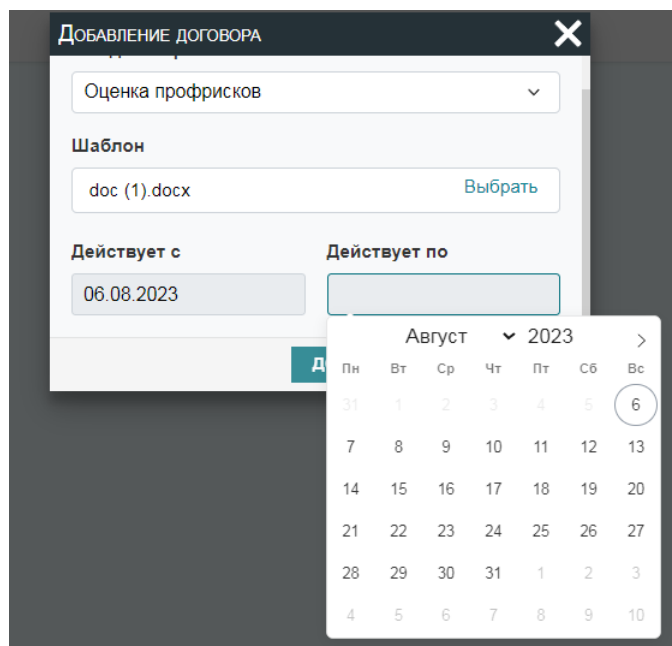 Добавление договора
Оценка профрисков
Шаблон
doc (1).docx Выбрать
Действует с Действует по
06.08.2023
Август 2023
Пн Вт Ср Чт Пт Сб Вс
31 1 2 3 4 5 6
7 8 9 10 11 12 13
14 15 16 17 18 19 20
21 22 23 24 25 26 27
28 29 30 31 1 2 3
4 5 6 7 8 9 10